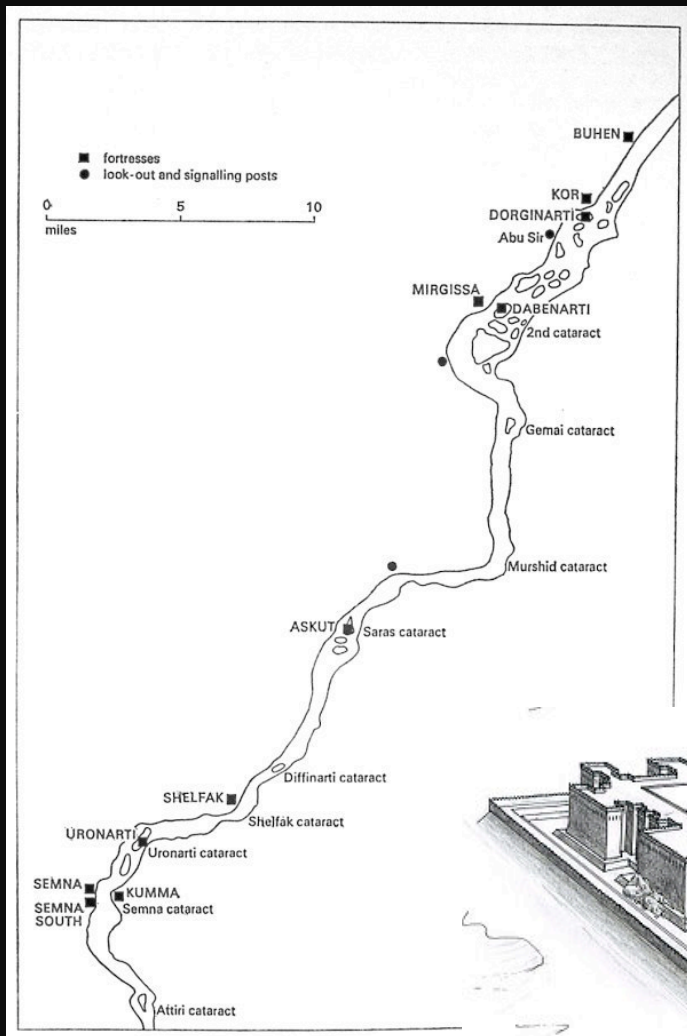 BUHEN
■ fortresses
● look-out and signalling posts
KOR
0 5 10
miles
DORGINARTI
Abu Sir
MIRGISSA
DABENARTI
2nd cataract
Gemai cataract
Murshid cataract
ASKUT
Saras cataract
Diffinarti cataract
SHELFAK
Shelfak cataract
URONARTI
Uronarti cataract
SEMNA
KUMMA
SEMNA
SOUTH
Semna cataract
Attiri cataract